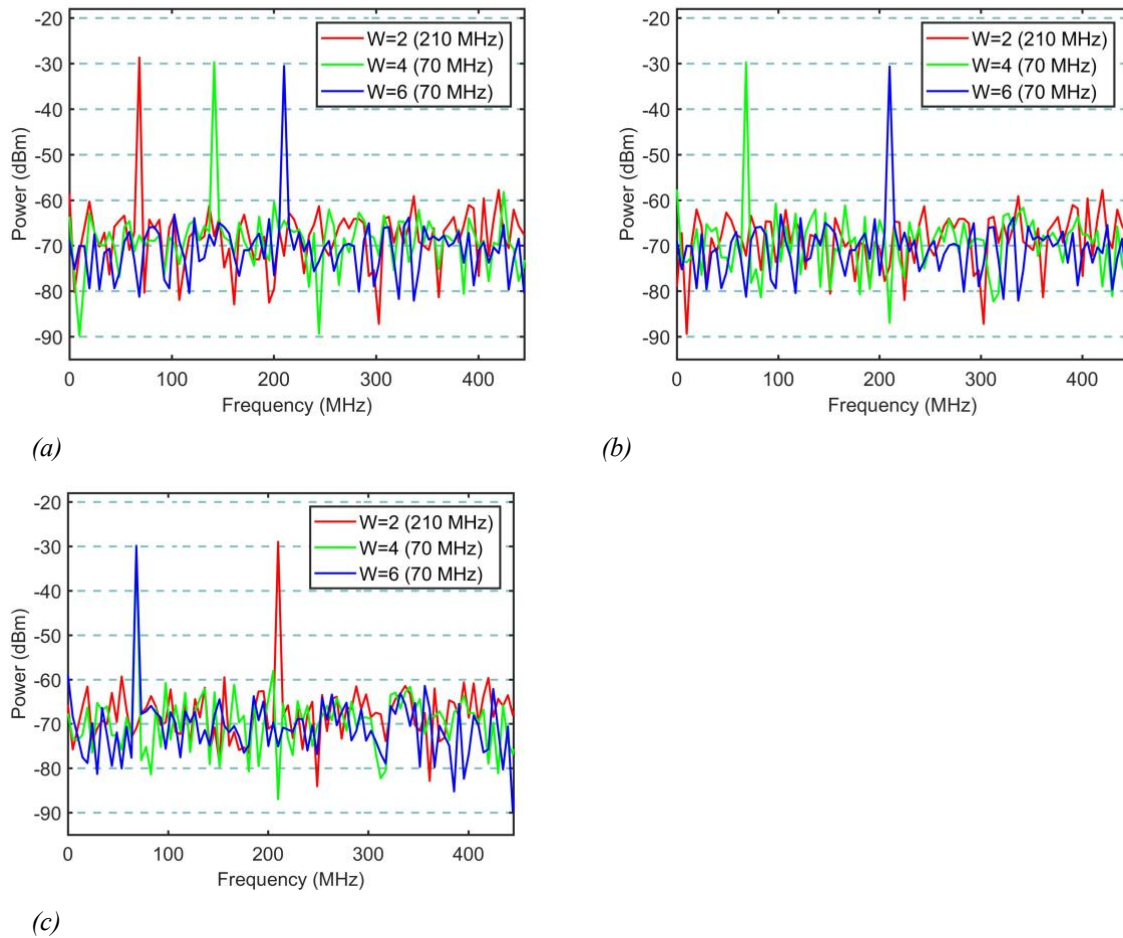 -20
-30
-40
-50
-60
-70
-80
-90
Power (dBm)
W=2 (210 MHz)
W=4 (70 MHz)
W=6 (70 MHz)
0 100 200 300 400
Frequency (MHz)
(a)
-20
-30
-40
-50
-60
-70
-80
-90
Power (dBm)
W=2 (210 MHz)
W=4 (70 MHz)
W=6 (70 MHz)
0 100 200 300 400
Frequency (MHz)
(b)
-20
-30
-40
-50
-60
-70
-80
-90
Power (dBm)
W=2 (210 MHz)
W=4 (70 MHz)
W=6 (70 MHz)
0 100 200 300 400
Frequency (MHz)
(c)